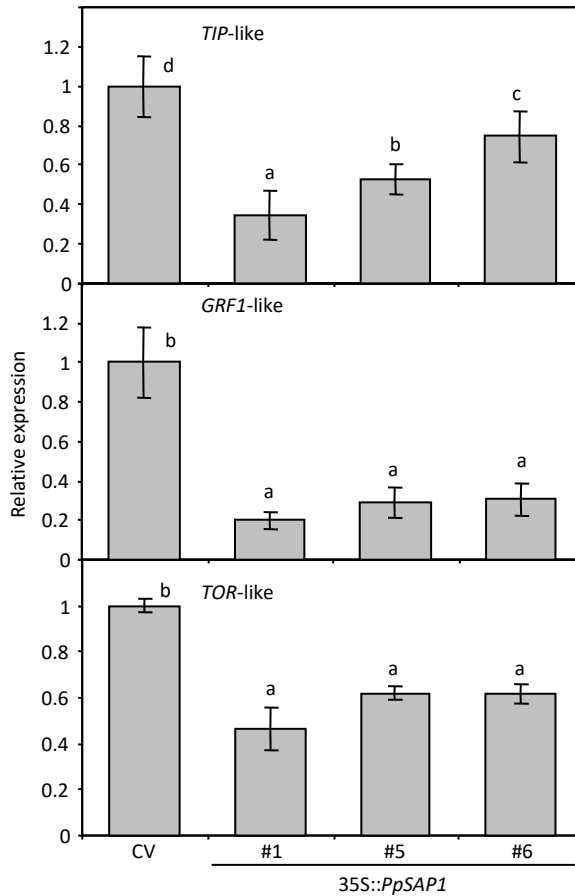 TIP-like
1.2
1
0.8
0.6
0.4
0.2
0
d
a
b
c
GRF1-like
1.2
1
0.8
0.6
0.4
0.2
0
b
a
a
a
TOR-like
1
0.8
0.6
0.4
0.2
0
b
a
a
a
Relative expression
CV #1 #5 #6
35S::PpSAP1